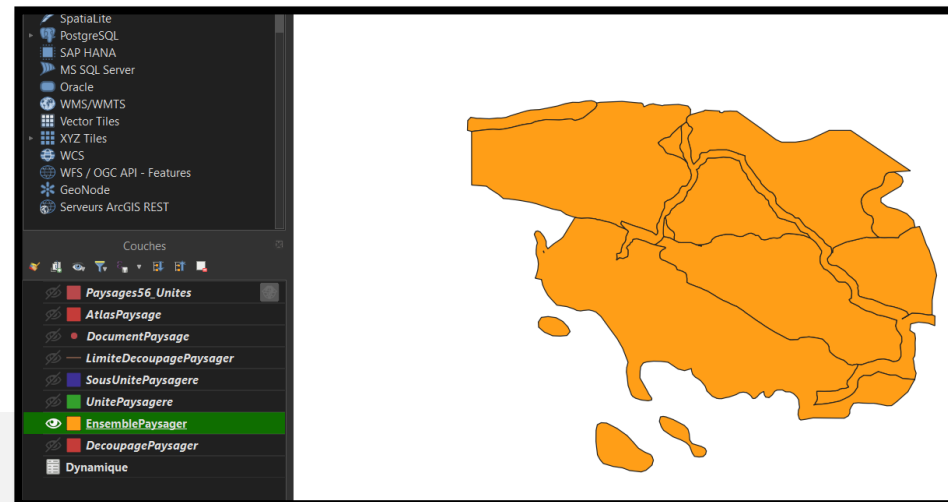 SpatiaLite
PostgreSQL
SAP HANA
MS SQL Server
Oracle
WMS/WMTS
Vector Tiles
XYZ Tiles
WCS
WFS / OGC API - Features
GeoNode
Serveurs ArcGIS REST
Couches
Paysages56_Unites
AtlasPaysage
DocumentPaysage
LimiteDecoupagePaysager
SousUnitePaysagere
UnitePaysagere
EnsemblePaysager
DecoupagePaysager
Dynamique